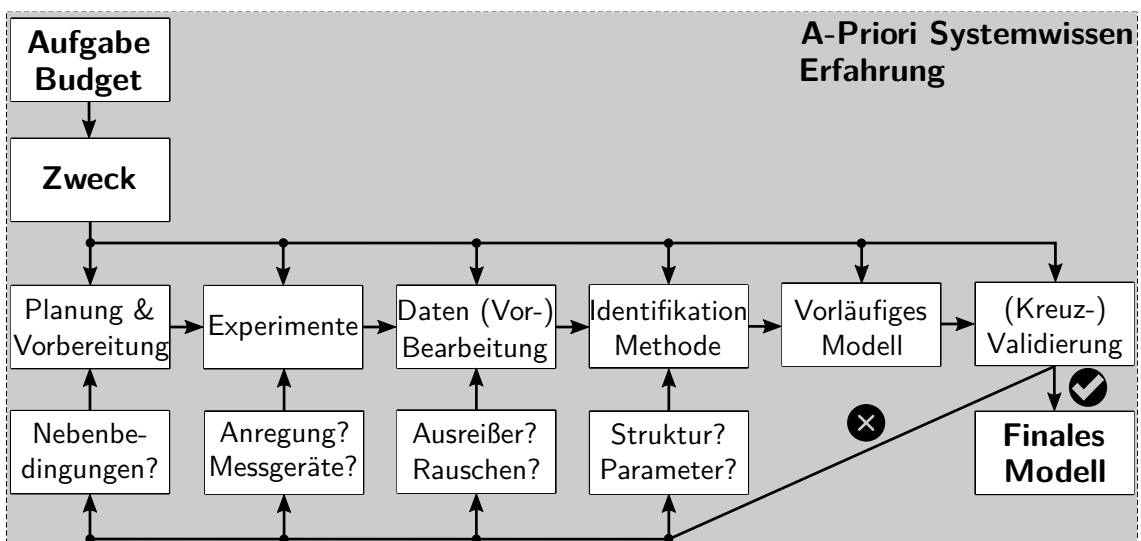 Aufgabe
Budget
A-Priori Systemwissen
Erfahrung
Zweck
Planung &
Vorbereitung
Experimente
Daten (Vor-)
Bearbeitung
Identifikation
Methode
Vorläufiges
Modell
(Kreuz-)
Validierung
Nebenbe-
dingungen?
Anregung?
Messgeräte?
Ausreißer?
Rauschen?
Struktur?
Parameter?
Finales
Modell